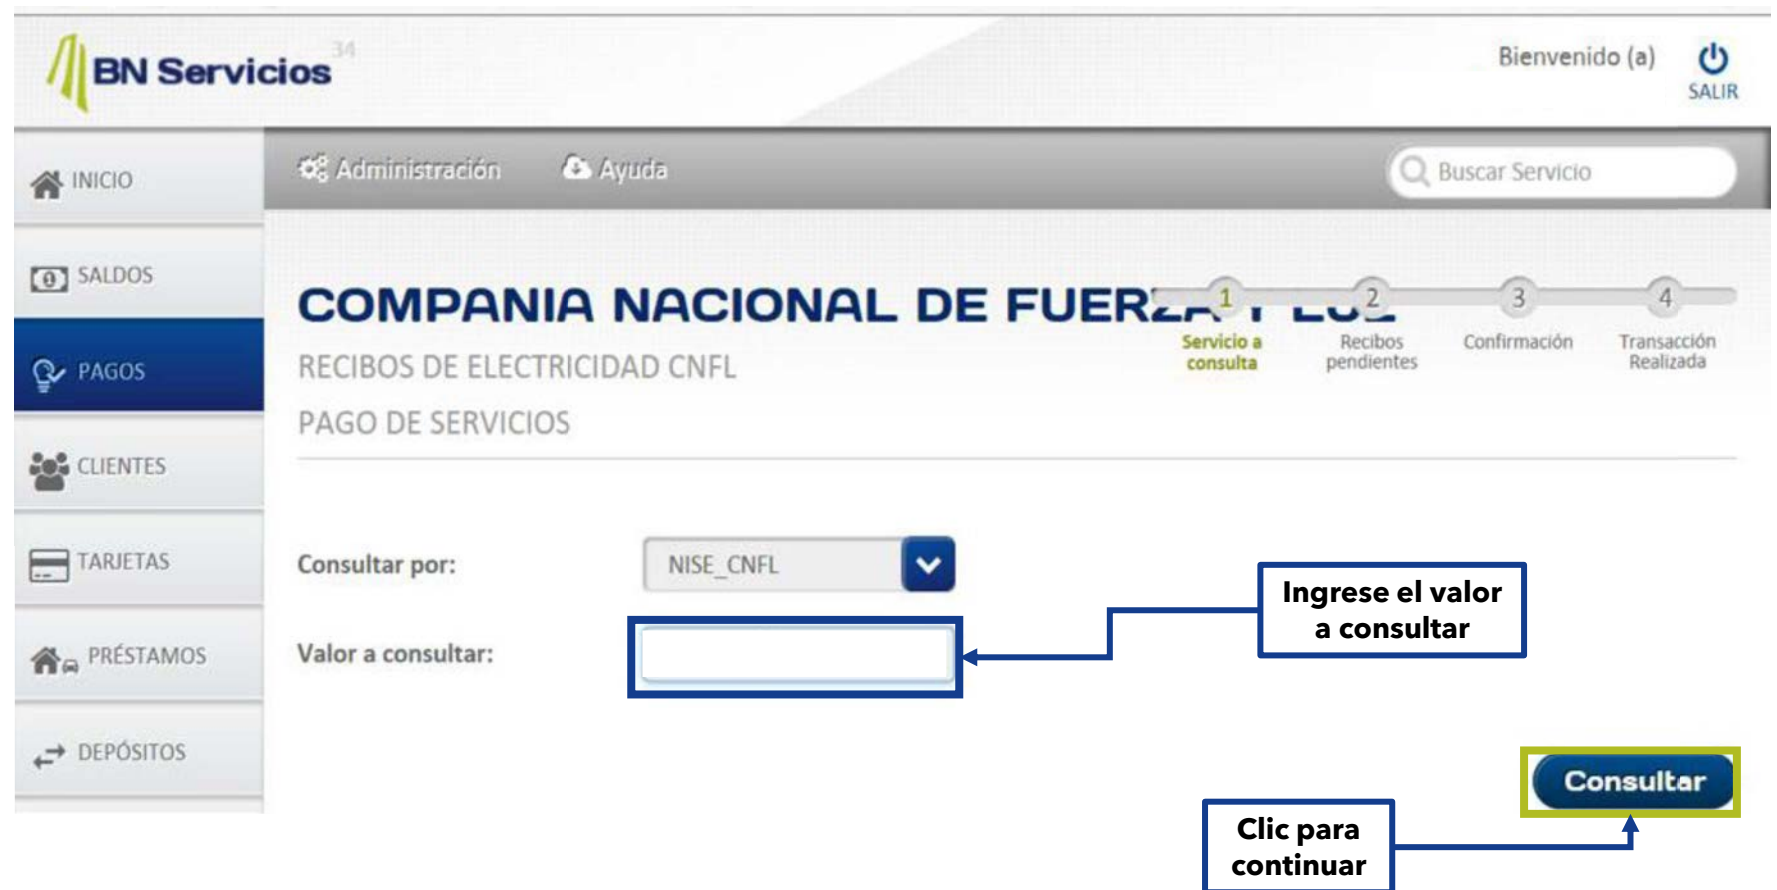 BN Servicios
34
Bienvenido (a)
SALIR
INICIO
Administración
Ayuda
Buscar Servicio
SALDOS
COMPANIA NACIONAL DE FUERZA Y LUZ
1
2
3
4
Servicio a
consulta
Recibos
pendientes
Confirmación
Transacción
Realizada
PAGOS
RECIBOS DE ELECTRICIDAD CNFL
PAGO DE SERVICIOS
CLIENTES
TARJETAS
Consultar por:
NISE_CNFL
Ingrese el valor
a consultar
PRÉSTAMOS
Valor a consultar:
DEPÓSITOS
Consultar
Clic para
continuar